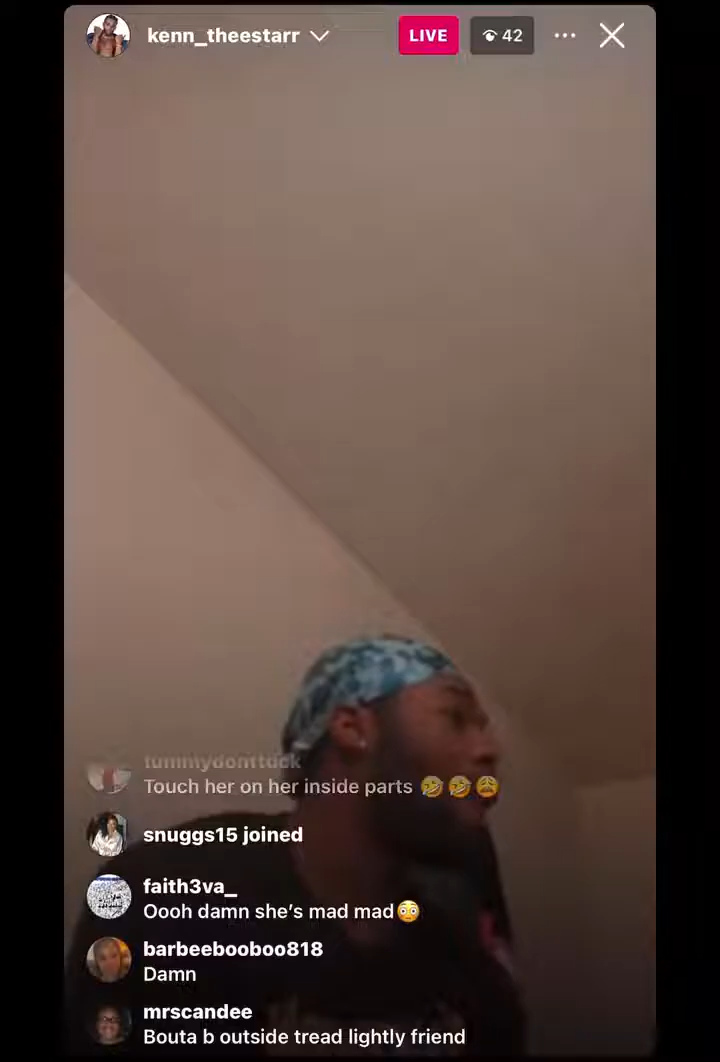 kenn_theestarr
LIVE
42
tummydonttuck
Touch her on her inside parts 🤣🤣😩
snuggs15 joined
faith3va_
Oooh damn she's mad mad😳
barbeebooboo818
Damn
mrscandee
Bouta b outside tread lightly friend